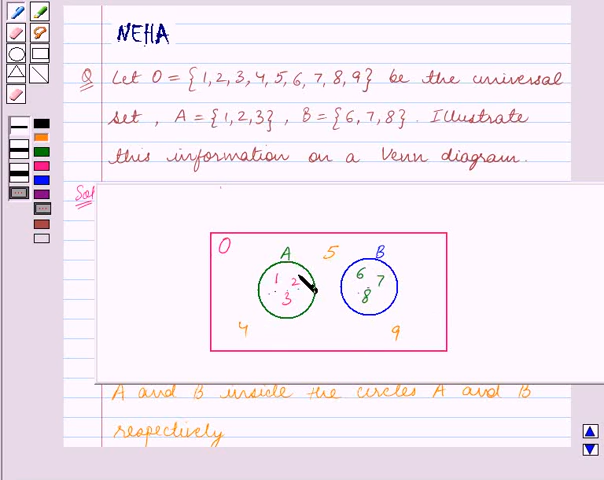 NEHA
Q Let O = {1,2,3,4,5,6,7,8,9} be the universal
set, A = {1,2,3}, B = {6,7,8}. Illustrate
this information on a Venn diagram.
Sol
O A 5 B
1 2 6 7
3 8
4 9
A and B inside the circles A and B
respectively